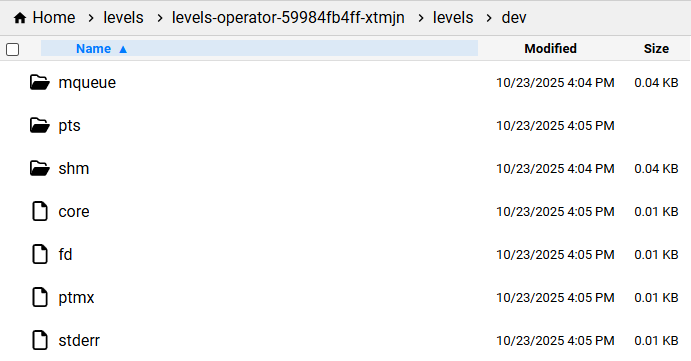 Home > levels > levels-operator-59984fb4ff-xtmjn > levels > dev
Name ▲ Modified Size
mqueue 10/23/2025 4:04 PM 0.04 KB
pts 10/23/2025 4:05 PM
shm 10/23/2025 4:04 PM 0.04 KB
core 10/23/2025 4:05 PM 0.01 KB
fd 10/23/2025 4:05 PM 0.01 KB
ptmx 10/23/2025 4:05 PM 0.01 KB
stderr 10/23/2025 4:05 PM 0.01 KB